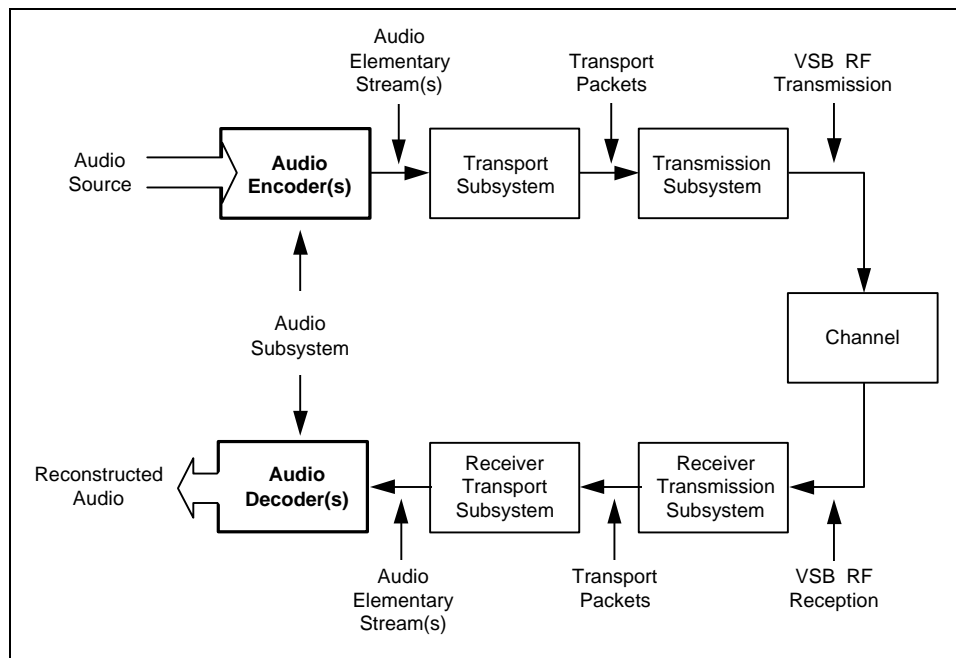 Audio
Elementary
Stream(s)
Transport
Packets
VSB RF
Transmission
Audio
Source
Audio
Encoder(s)
Transport
Subsystem
Transmission
Subsystem
Channel
Audio
Subsystem
Reconstructed
Audio
Audio
Decoder(s)
Receiver
Transport
Subsystem
Receiver
Transmission
Subsystem
Audio
Elementary
Stream(s)
Transport
Packets
VSB RF
Reception